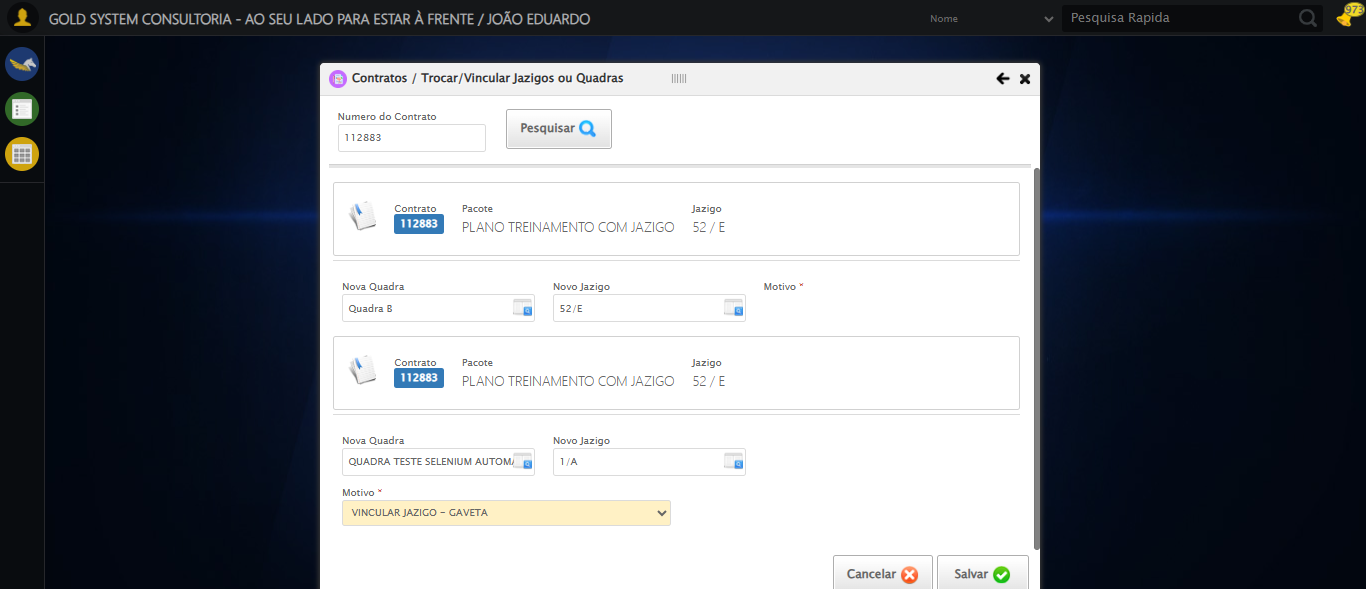 GOLD SYSTEM CONSULTORIA - AO SEU LADO PARA ESTAR À FRENTE / JOÃO EDUARDO
Nome
Pesquisa Rapida
973
Contratos / Trocar/Vincular Jazigos ou Quadras
Numero do Contrato
112883
Pesquisar
Contrato Pacote Jazigo
112883 PLANO TREINAMENTO COM JAZIGO 52 / E
Nova Quadra Novo Jazigo Motivo *
Quadra B 52/E
Contrato Pacote Jazigo
112883 PLANO TREINAMENTO COM JAZIGO 52 / E
Nova Quadra Novo Jazigo
QUADRA TESTE SELENIUM AUTOMA 1/A
Motivo *
VINCULAR JAZIGO - GAVETA
Cancelar Salvar